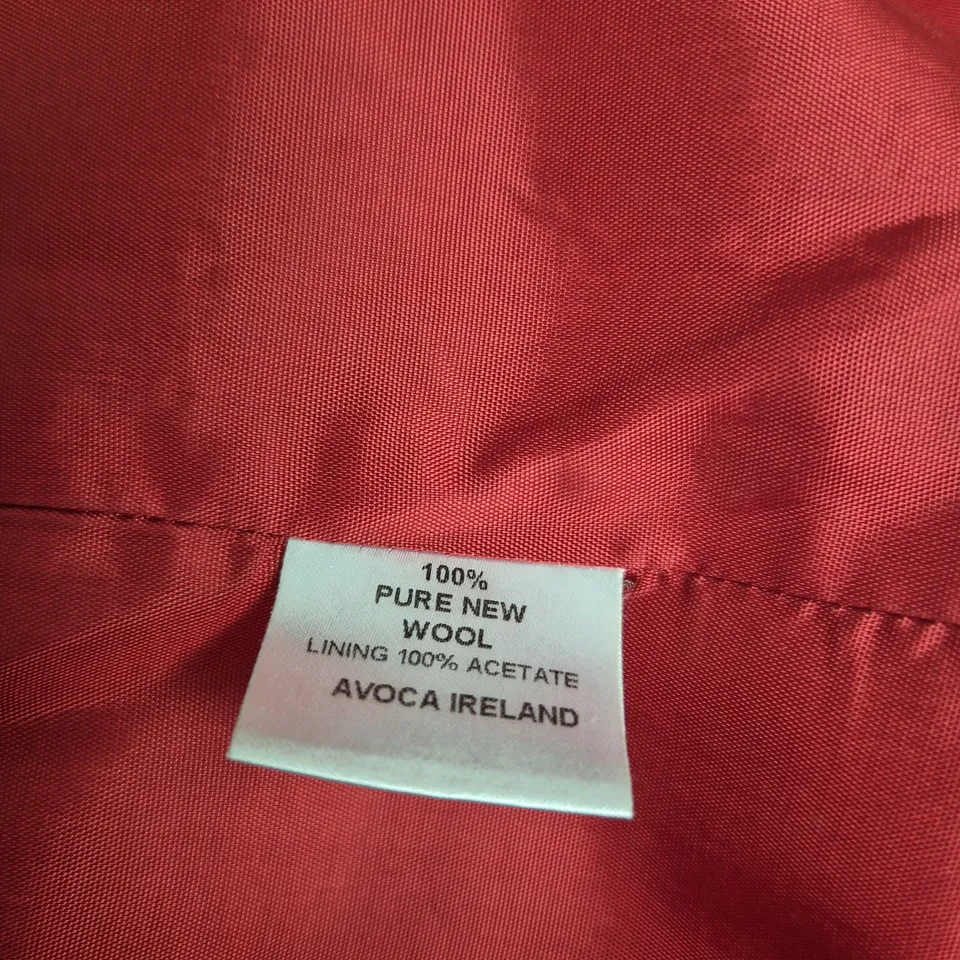 100%
PURE NEW
WOOL
LINING 100% ACETATE
AVOCA IRELAND